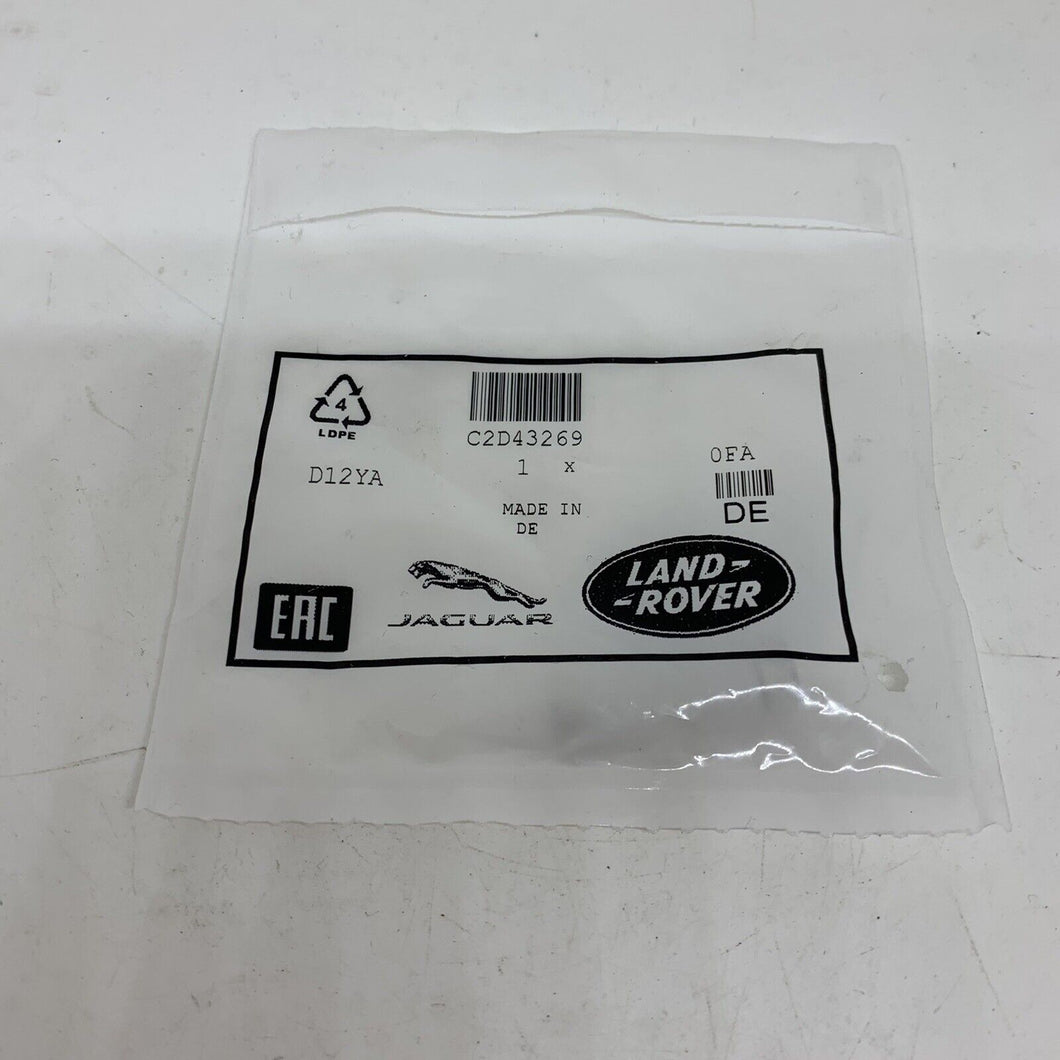 4
LDPE
C2D43269
1 x
D12YA
0FA
MADE IN
DE
DE
EAC
JAGUAR
LAND-
-ROVER